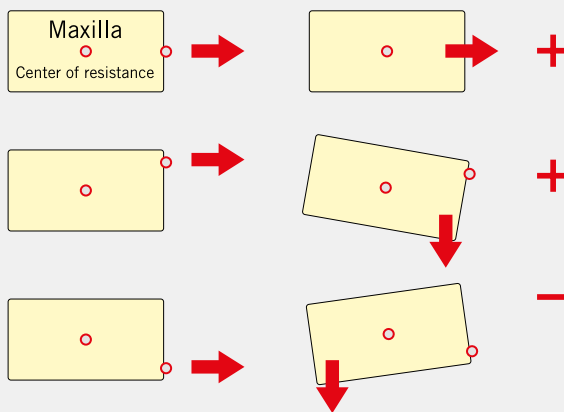 Maxilla
Center of resistance
+
+
−